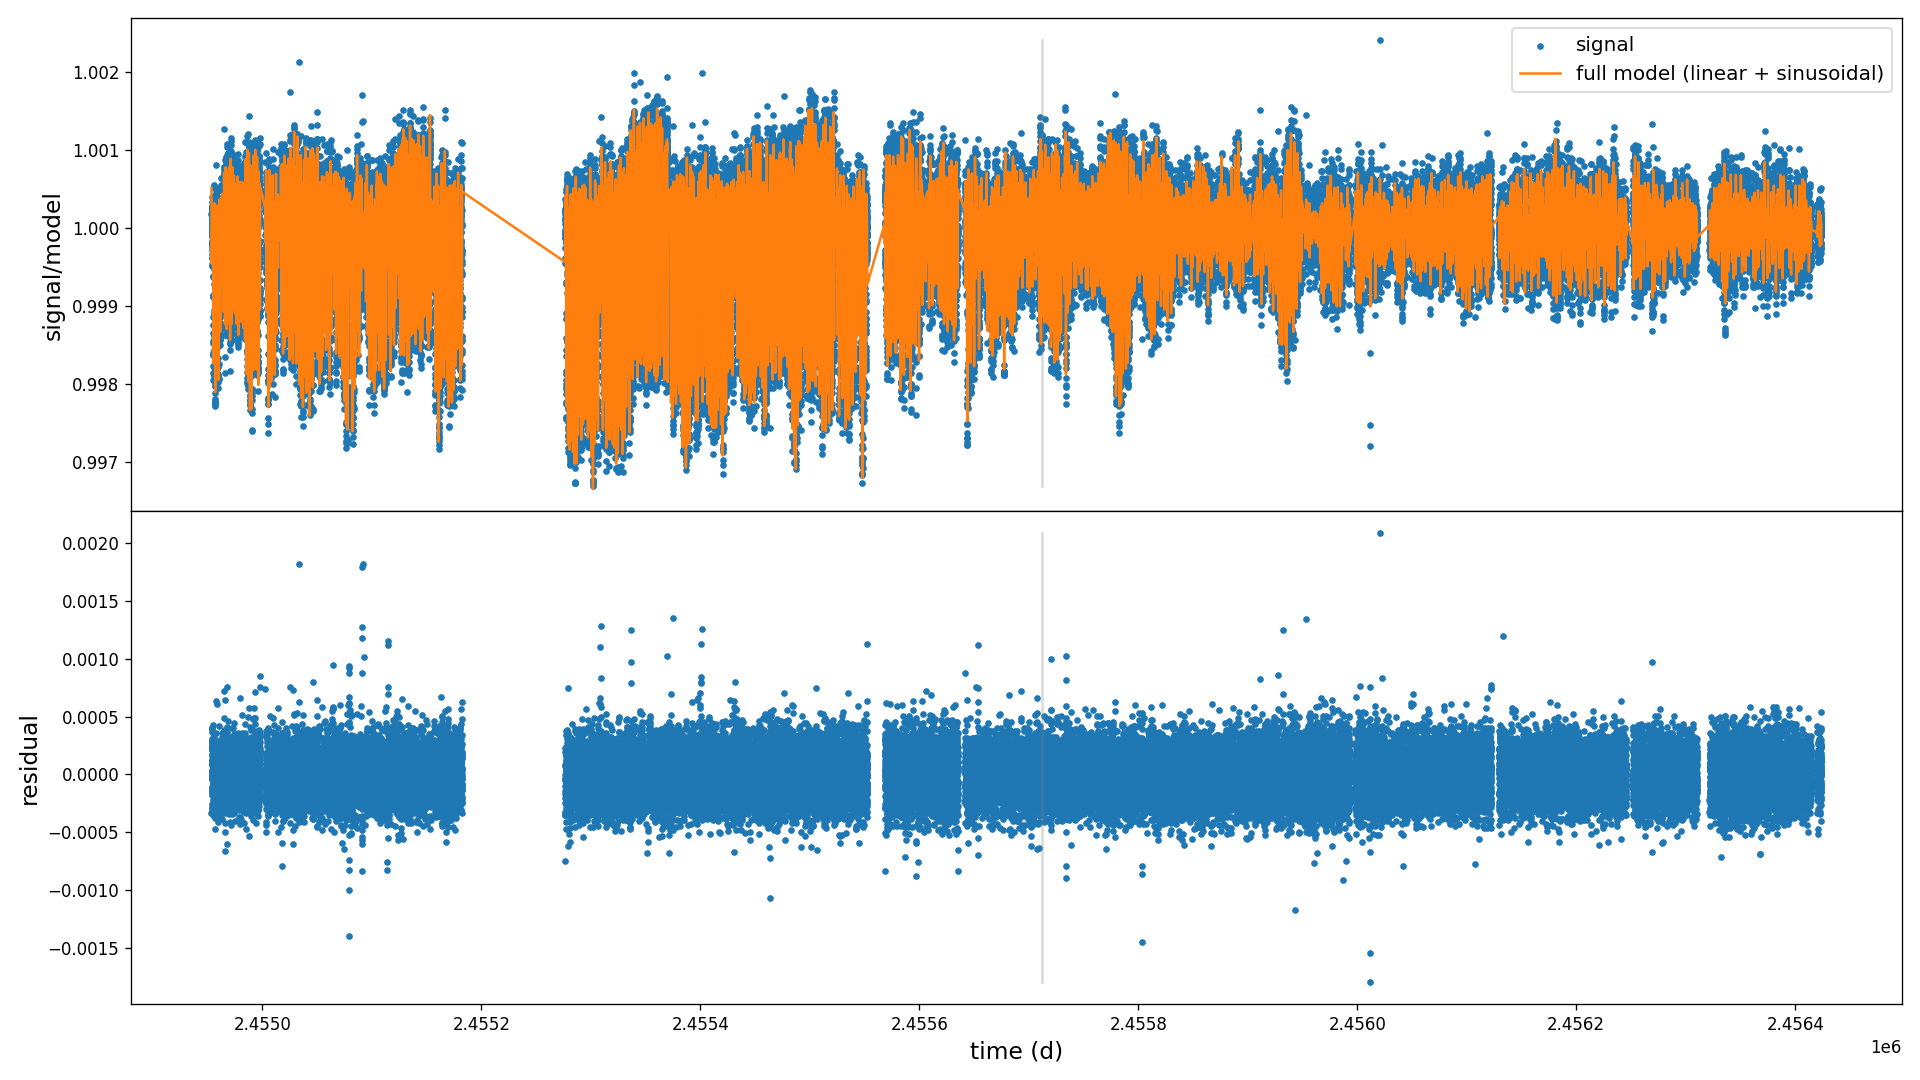 signal
full model (linear + sinusoidal)
signal/model
1.002
1.001
1.000
0.999
0.998
0.997
residual
0.0020
0.0015
0.0010
0.0005
0.0000
−0.0005
−0.0010
−0.0015
2.4550 2.4552 2.4554 2.4556 2.4558 2.4560 2.4562 2.4564
1e6
time (d)